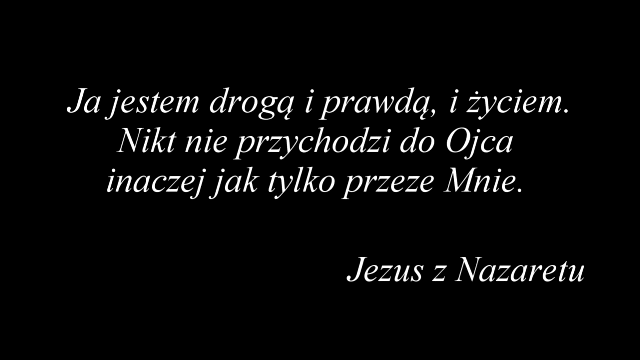 Ja jestem drogą i prawdą, i życiem.
Nikt nie przychodzi do Ojca
inaczej jak tylko przeze Mnie.
Jezus z Nazaretu